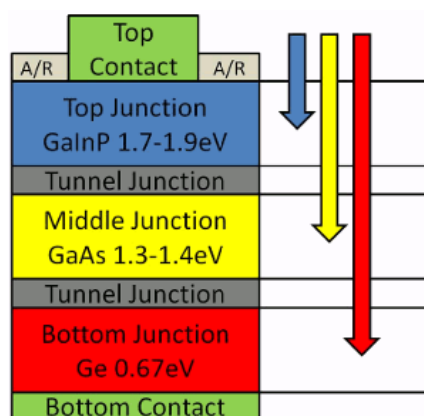 Top
Contact
A/R
A/R
Top Junction
GaInP 1.7-1.9eV
Tunnel Junction
Middle Junction
GaAs 1.3-1.4eV
Tunnel Junction
Bottom Junction
Ge 0.67eV
Bottom Contact